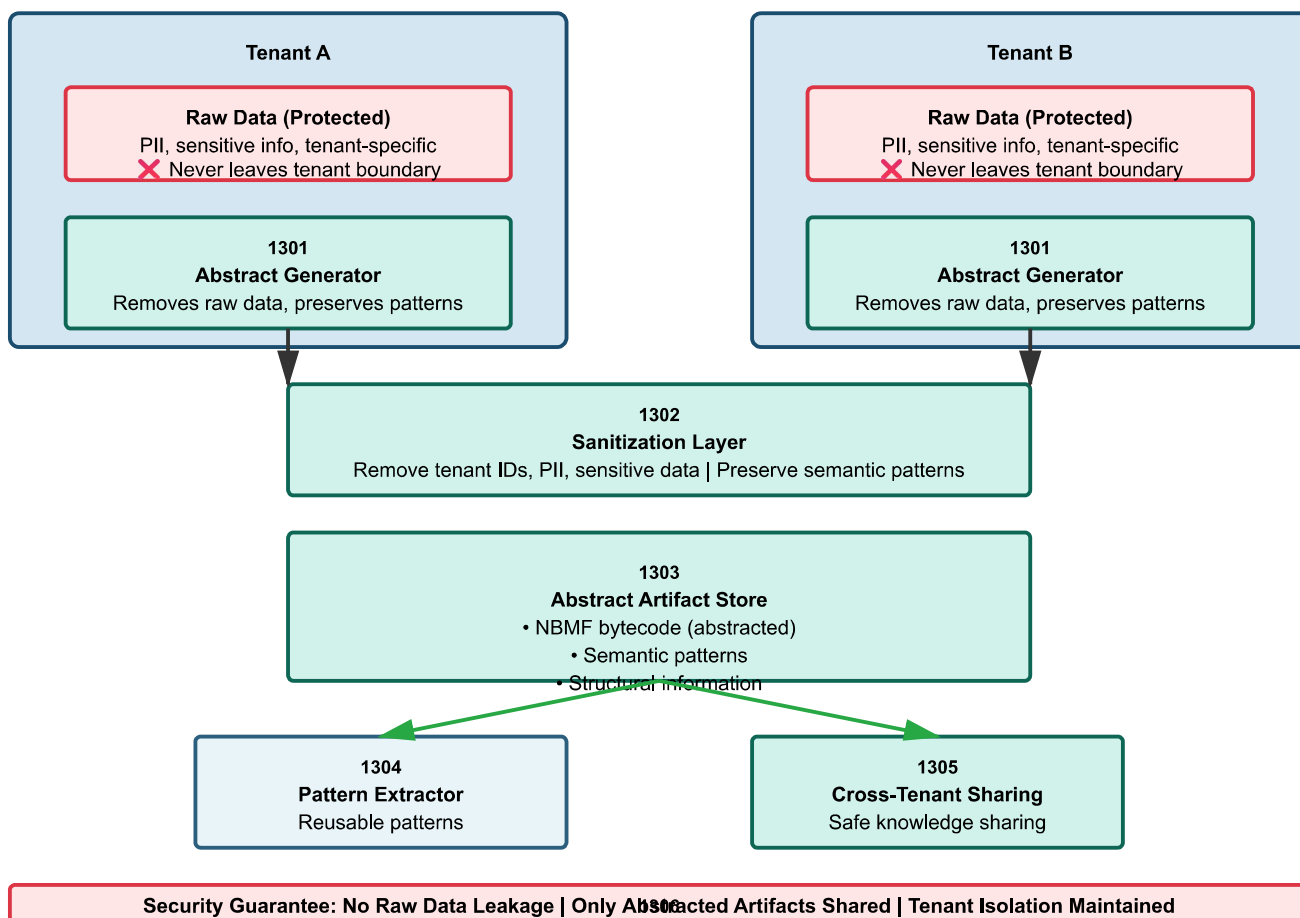 Tenant A
Raw Data (Protected)
PII, sensitive info, tenant-specific
❌ Never leaves tenant boundary
1301
Abstract Generator
Removes raw data, preserves patterns
Tenant B
Raw Data (Protected)
PII, sensitive info, tenant-specific
❌ Never leaves tenant boundary
1301
Abstract Generator
Removes raw data, preserves patterns
1302
Sanitization Layer
Remove tenant IDs, PII, sensitive data | Preserve semantic patterns
1303
Abstract Artifact Store
• NBMF bytecode (abstracted)
• Semantic patterns
• Structural information
1304
Pattern Extractor
Reusable patterns
1305
Cross-Tenant Sharing
Safe knowledge sharing
Security Guarantee: No Raw Data Leakage | Only Abstracted Artifacts Shared | Tenant Isolation Maintained
1306